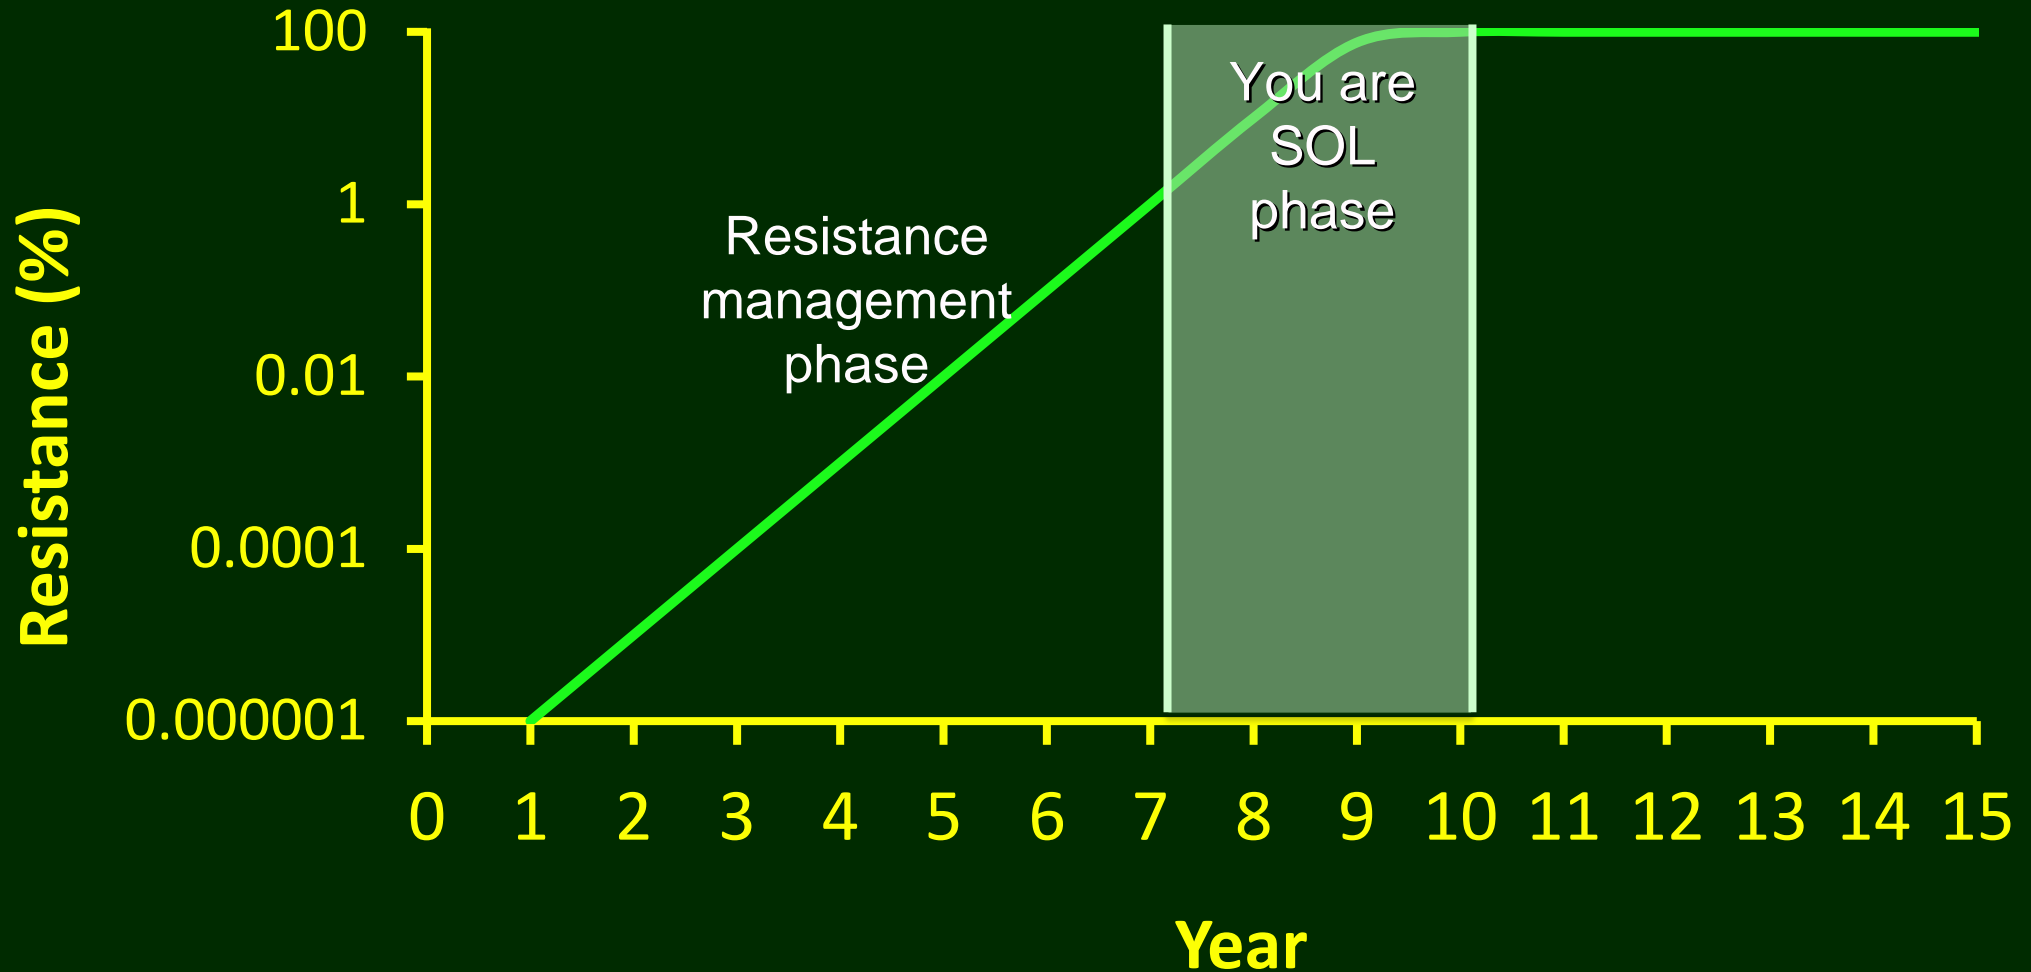 100
1
0.01
0.0001
0.000001
Resistance (%)
Resistance
management
phase
You are
SOL
phase
0 1 2 3 4 5 6 7 8 9 10 11 12 13 14 15
Year